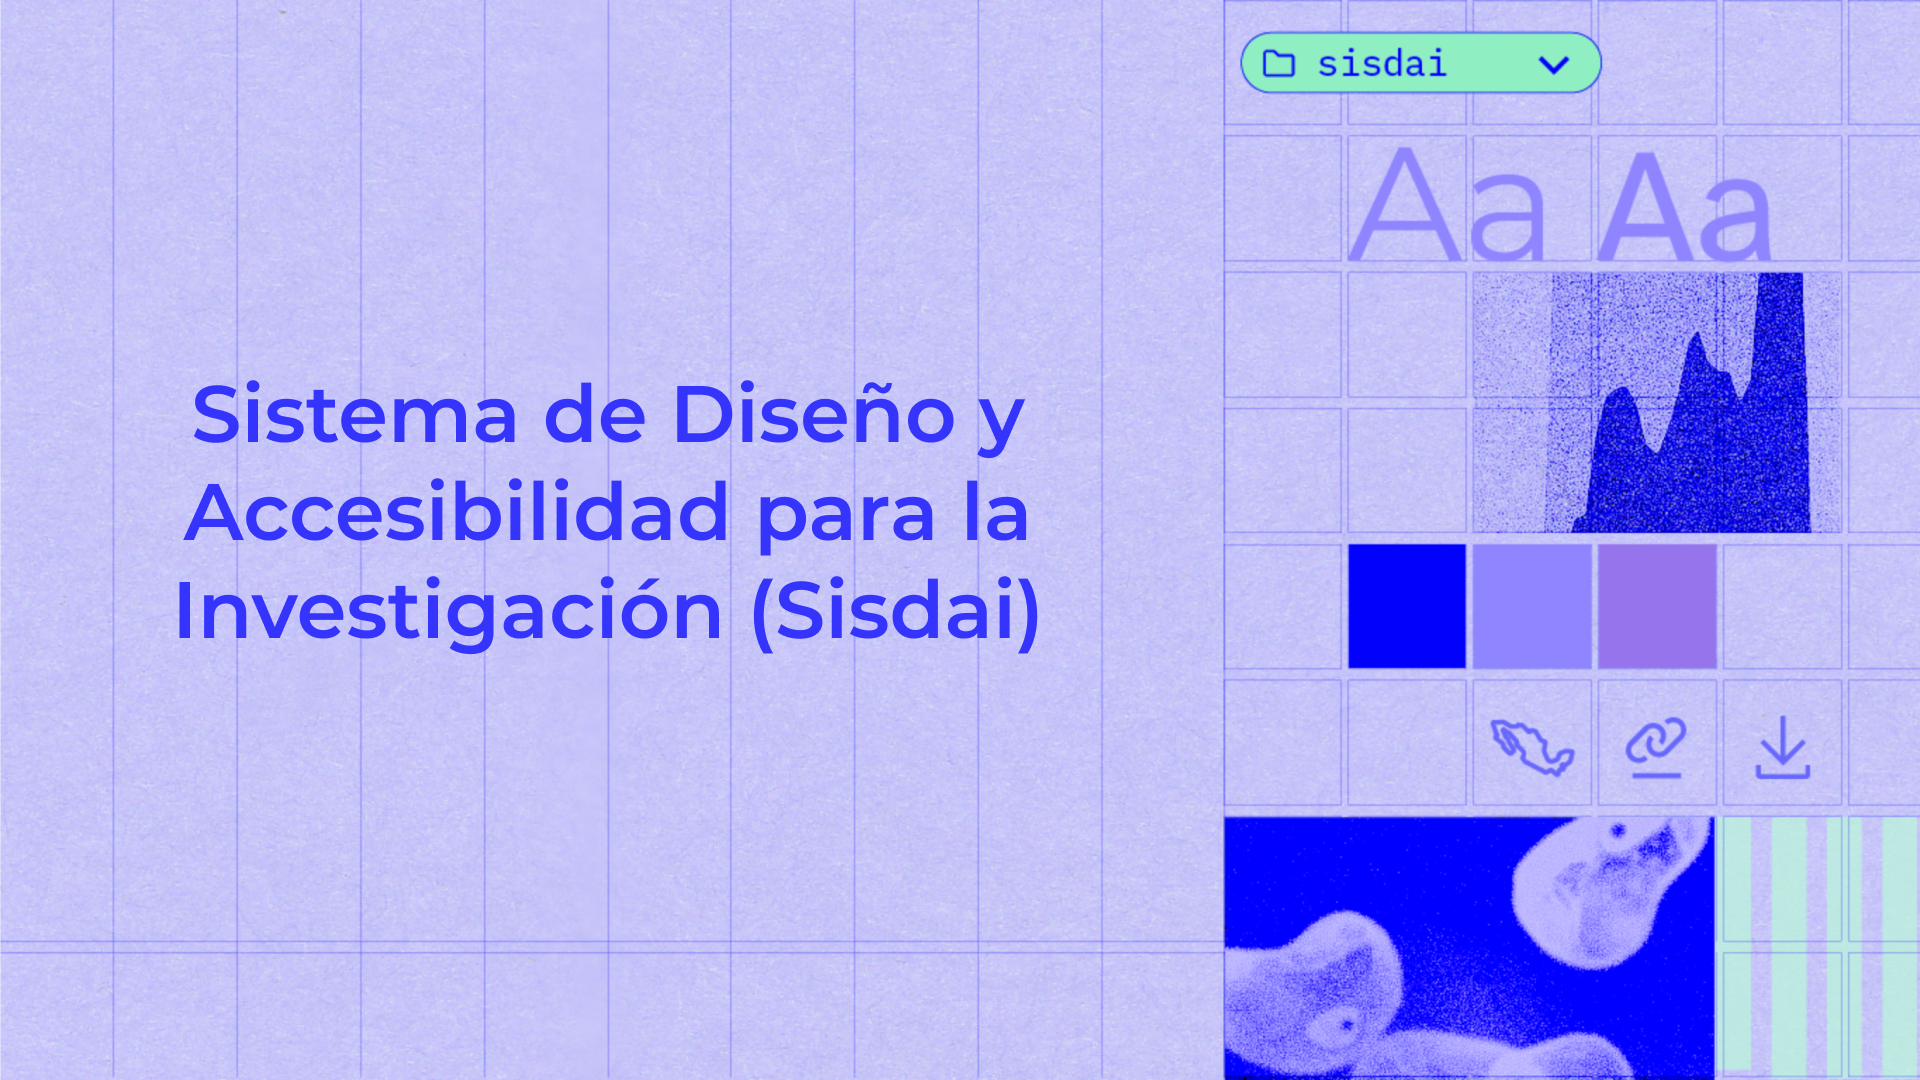 sisdai
Aa Aa
Sistema de Diseño y
Accesibilidad para la
Investigación (Sisdai)